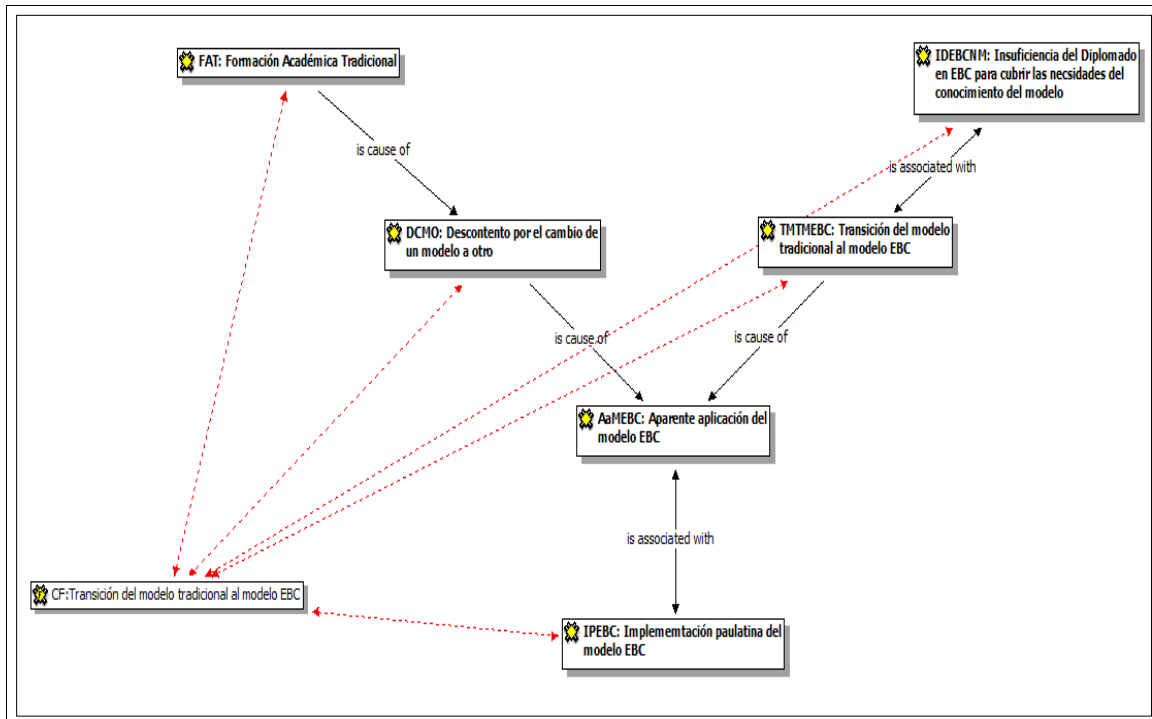 FAT: Formación Académica Tradicional
IDEBCNM: Insuficiencia del Diplomado
en EBC para cubrir las necsidades del
conocimiento del modelo
is cause of
is associated with
DCMO: Descontento por el cambio de
un modelo a otro
TMTMEBC: Transición del modelo
tradicional al modelo EBC
is cause of
is cause of
AaMEBC: Aparente aplicación del
modelo EBC
is associated with
CF:Transición del modelo tradicional al modelo EBC
IPEBC: Implememtación paulatina del
modelo EBC